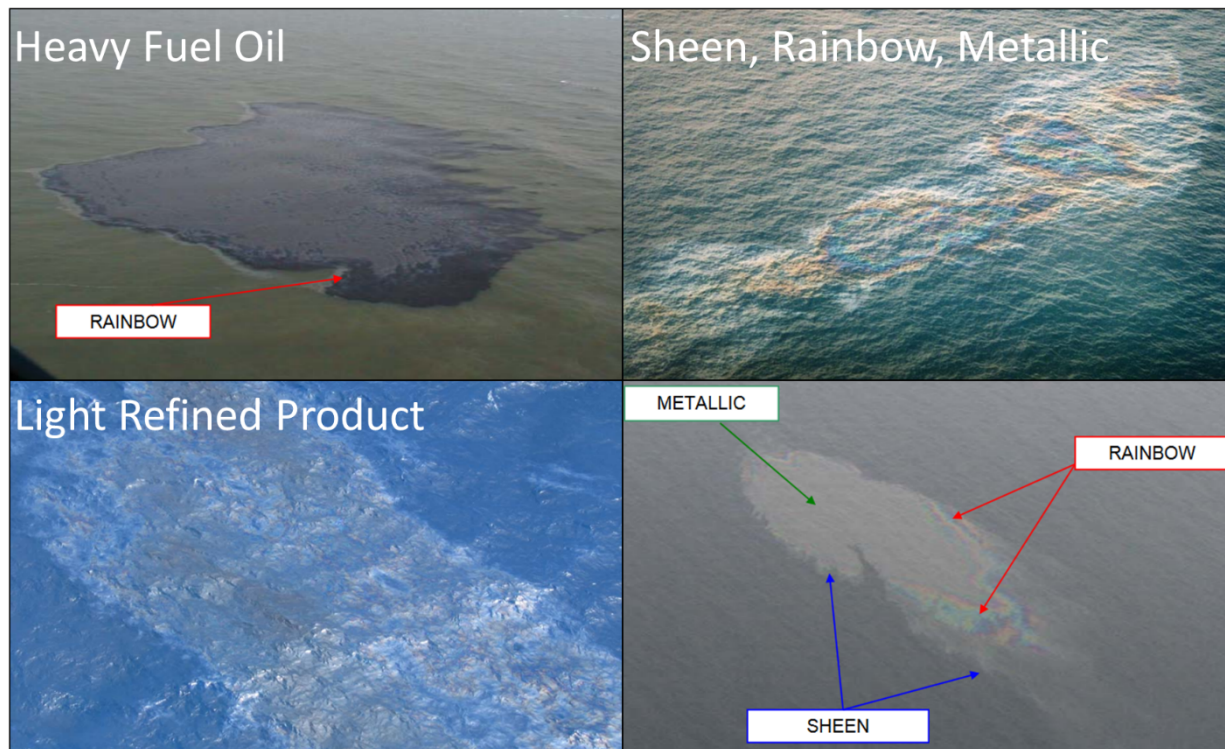 Heavy Fuel Oil
Sheen, Rainbow, Metallic
RAINBOW
Light Refined Product
METALLIC
RAINBOW
SHEEN